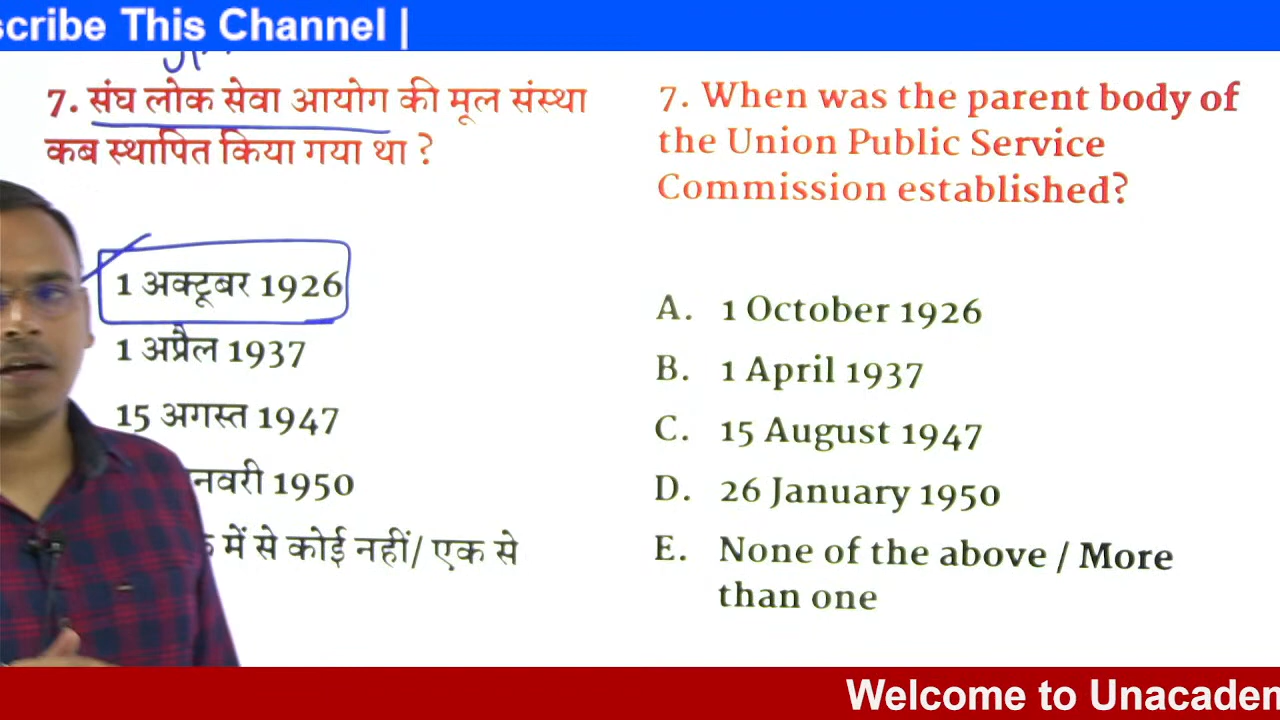 scribe This Channel |
7. संघ लोक सेवा आयोग की मूल संस्था
कब स्थापित किया गया था ?
1 अक्टूबर 1926
1 अप्रैल 1937
15 अगस्त 1947
नवरी 1950
में से कोई नहीं/ एक से
7. When was the parent body of
the Union Public Service
Commission established?
A. 1 October 1926
B. 1 April 1937
C. 15 August 1947
D. 26 January 1950
E. None of the above / More
than one
Welcome to Unacadem